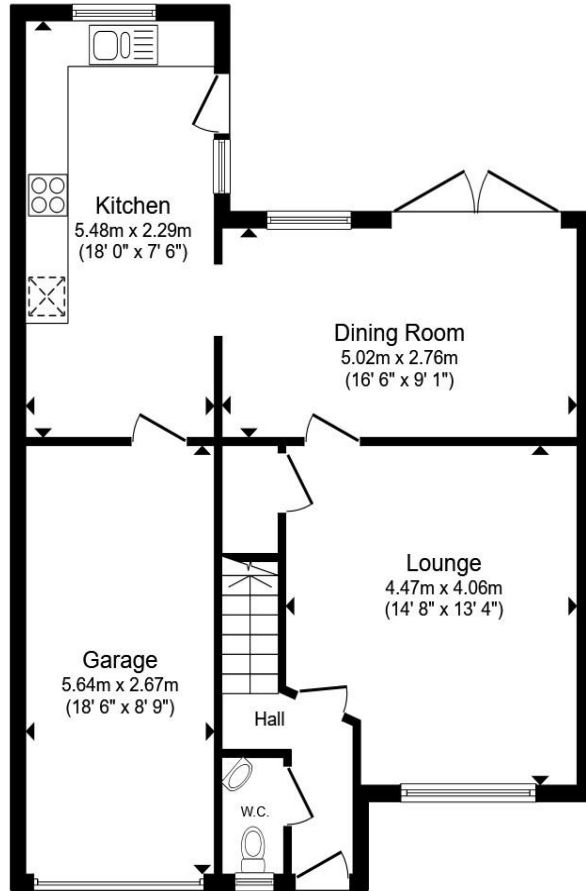 Kitchen
5.48m x 2.29m
(18' 0" x 7' 6")
Dining Room
5.02m x 2.76m
(16' 6" x 9' 1")
Lounge
4.47m x 4.06m
(14' 8" x 13' 4")
Garage
5.64m x 2.67m
(18' 6" x 8' 9")
Hall
W.C.